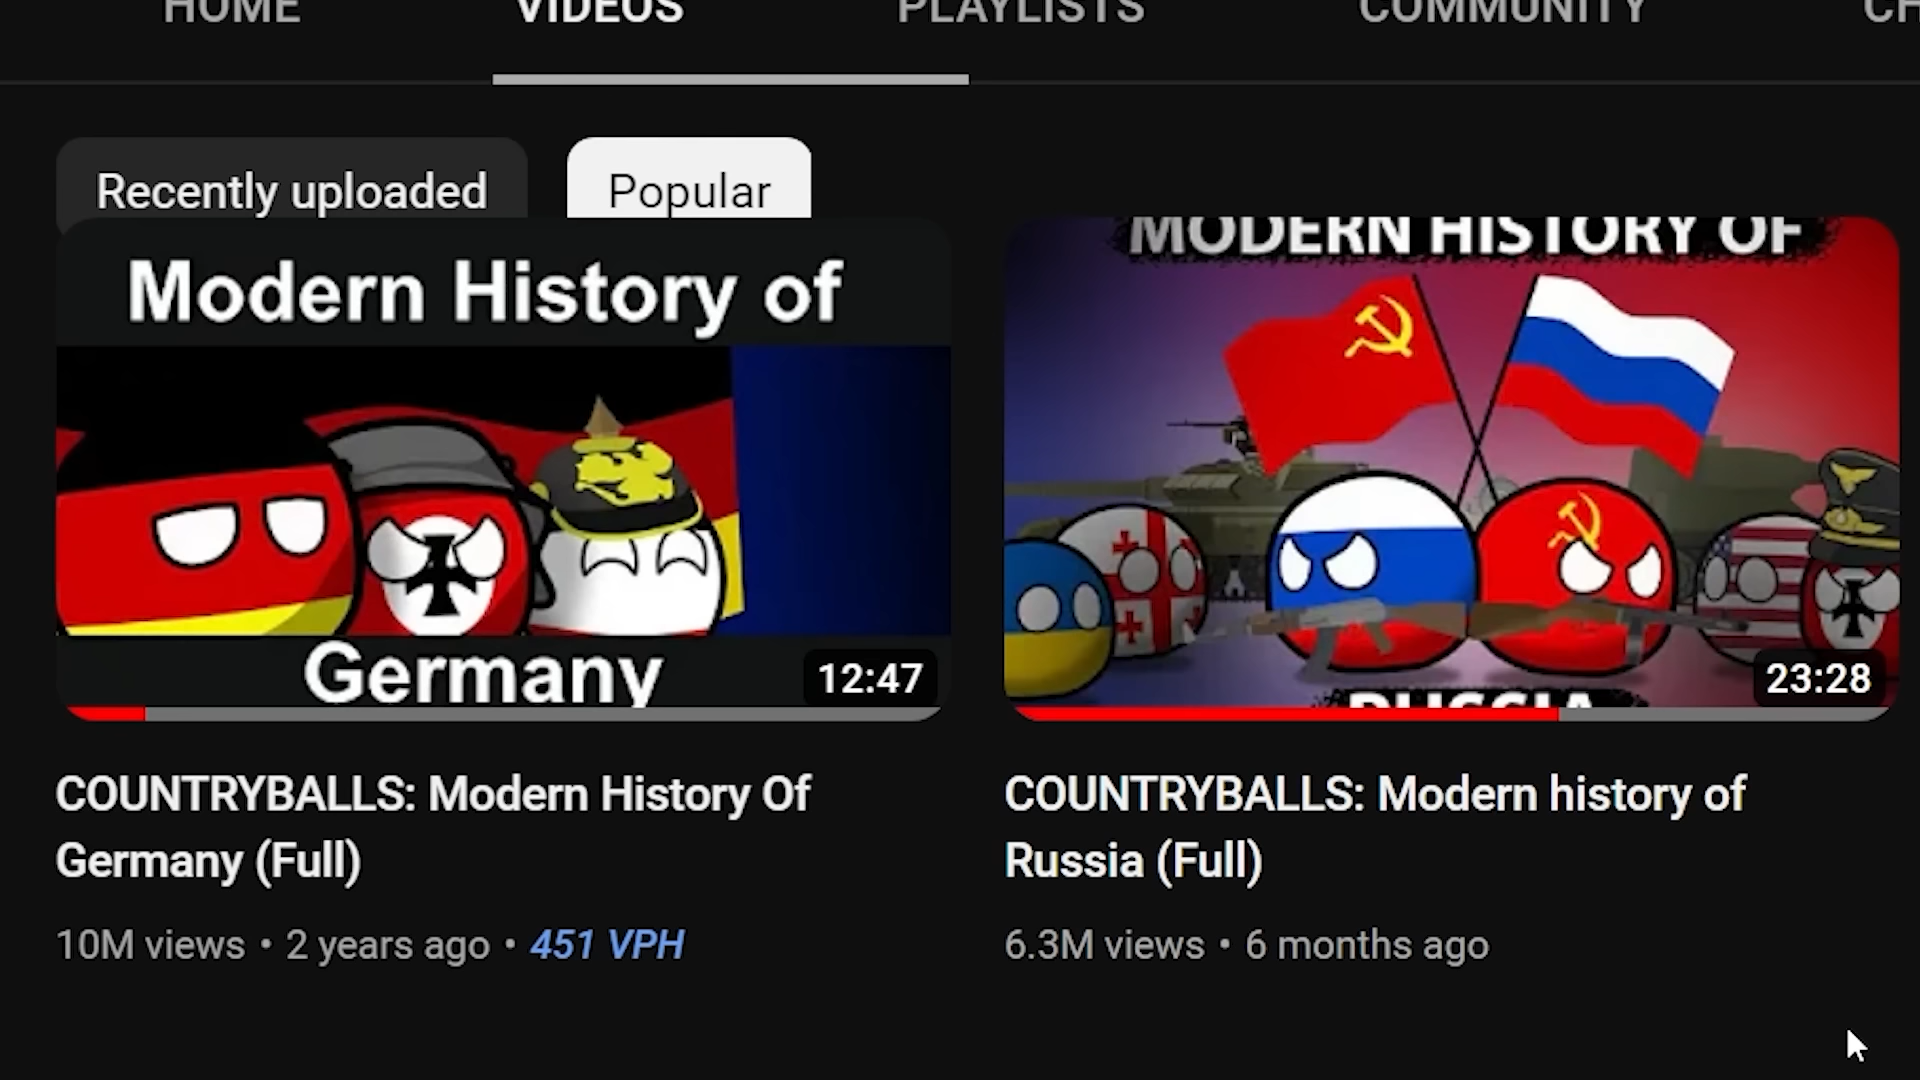 HOME VIDEOS PLAYLISTS COMMUNITY CH
Recently uploaded Popular
Modern History of
Germany
12:47
MODERN HISTORY OF
RUSSIA
23:28
COUNTRYBALLS: Modern History Of
Germany (Full)
10M views • 2 years ago • 451 VPH
COUNTRYBALLS: Modern history of
Russia (Full)
6.3M views • 6 months ago